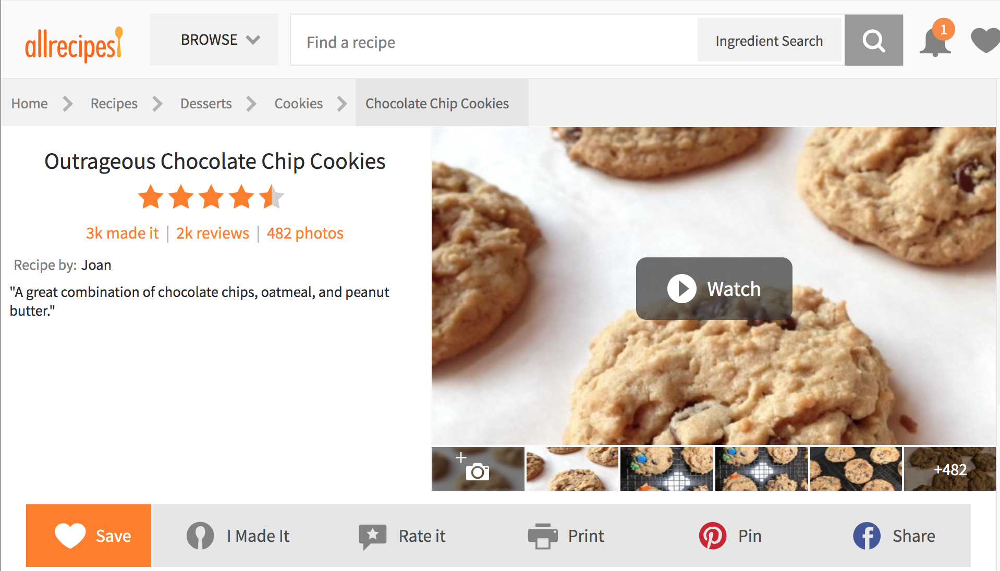 allrecipes
BROWSE
Find a recipe
Ingredient Search
1
Home
Recipes
Desserts
Cookies
Chocolate Chip Cookies
Outrageous Chocolate Chip Cookies
3k made it | 2k reviews | 482 photos
Recipe by: Joan
"A great combination of chocolate chips, oatmeal, and peanut
butter."
Watch
+482
Save
I Made It
Rate it
Print
Pin
Share